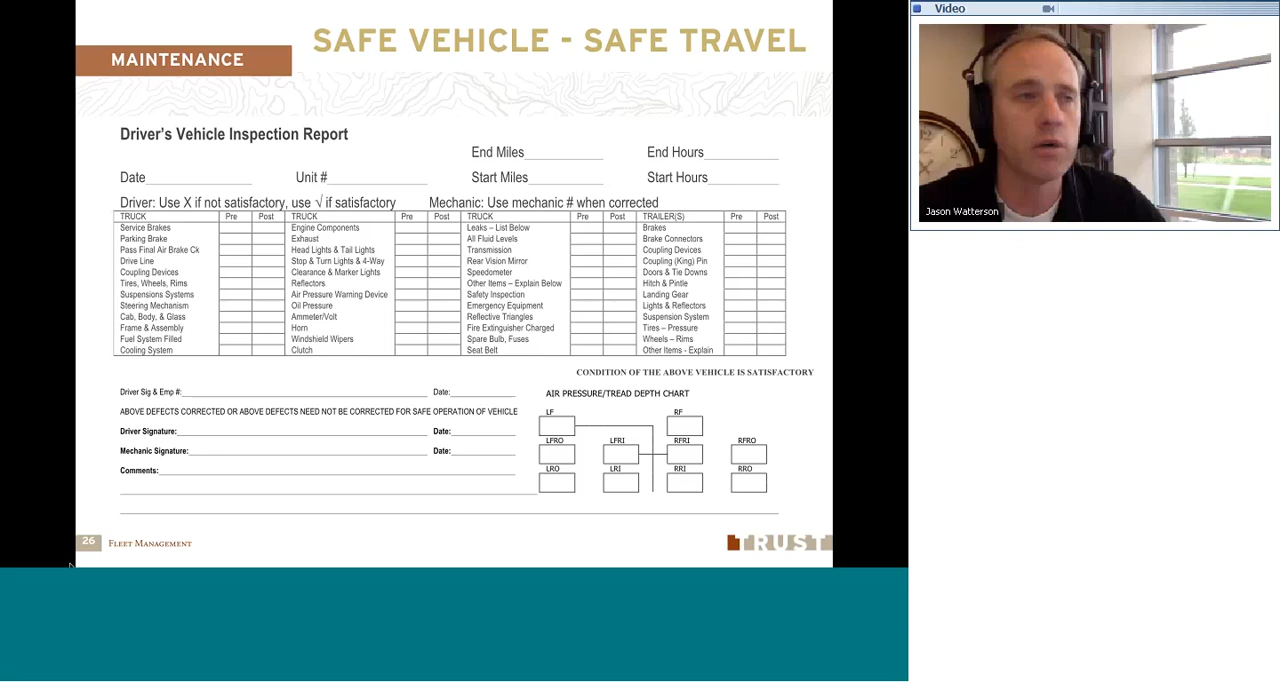 Video
SAFE VEHICLE - SAFE TRAVEL
MAINTENANCE
Driver's Vehicle Inspection Report
End Miles End Hours
Date Unit # Start Miles Start Hours
Driver: Use X if not satisfactory, use √ if satisfactory Mechanic: Use mechanic # when corrected
TRUCK Pre Post TRUCK Pre Post TRUCK Pre Post TRAILER(S) Pre Post
Service Brakes Engine Components Leaks – List Below Brakes
Parking Brake Exhaust All Fluid Levels Brake Connectors
Pass Final Air Brake Ck Head Lights & Tail Lights Transmission Coupling Devices
Drive Line Stop & Turn Lights & 4-Way Rear Vision Mirror Coupling (King) Pin
Coupling Devices Clearance & Marker Lights Speedometer Doors & Tie Downs
Tires, Wheels, Rims Reflectors Other Items – Explain Below Hitch & Pintle
Suspensions Systems Air Pressure Warning Device Safety Inspection Landing Gear
Steering Mechanism Oil Pressure Emergency Equipment Lights & Reflectors
Cab, Body, & Glass Ammeter/Volt Reflective Triangles Suspension System
Frame & Assembly Horn Fire Extinguisher Charged Tires – Pressure
Fuel System Filled Windshield Wipers Spare Bulb, Fuses Wheels – Rims
Cooling System Clutch Seat Belt Other Items - Explain
CONDITION OF THE ABOVE VEHICLE IS SATISFACTORY
Driver Sig & Emp #: Date:
AIR PRESSURE/TREAD DEPTH CHART
ABOVE DEFECTS CORRECTED OR ABOVE DEFECTS NEED NOT BE CORRECTED FOR SAFE OPERATION OF VEHICLE
LF RF
Driver Signature: Date:
LFRO LFRI RFRI RFRO
Mechanic Signature: Date:
LRO LRI RRI RRO
Comments:
26 FLEET MANAGEMENT
TRUST
Jason Watterson